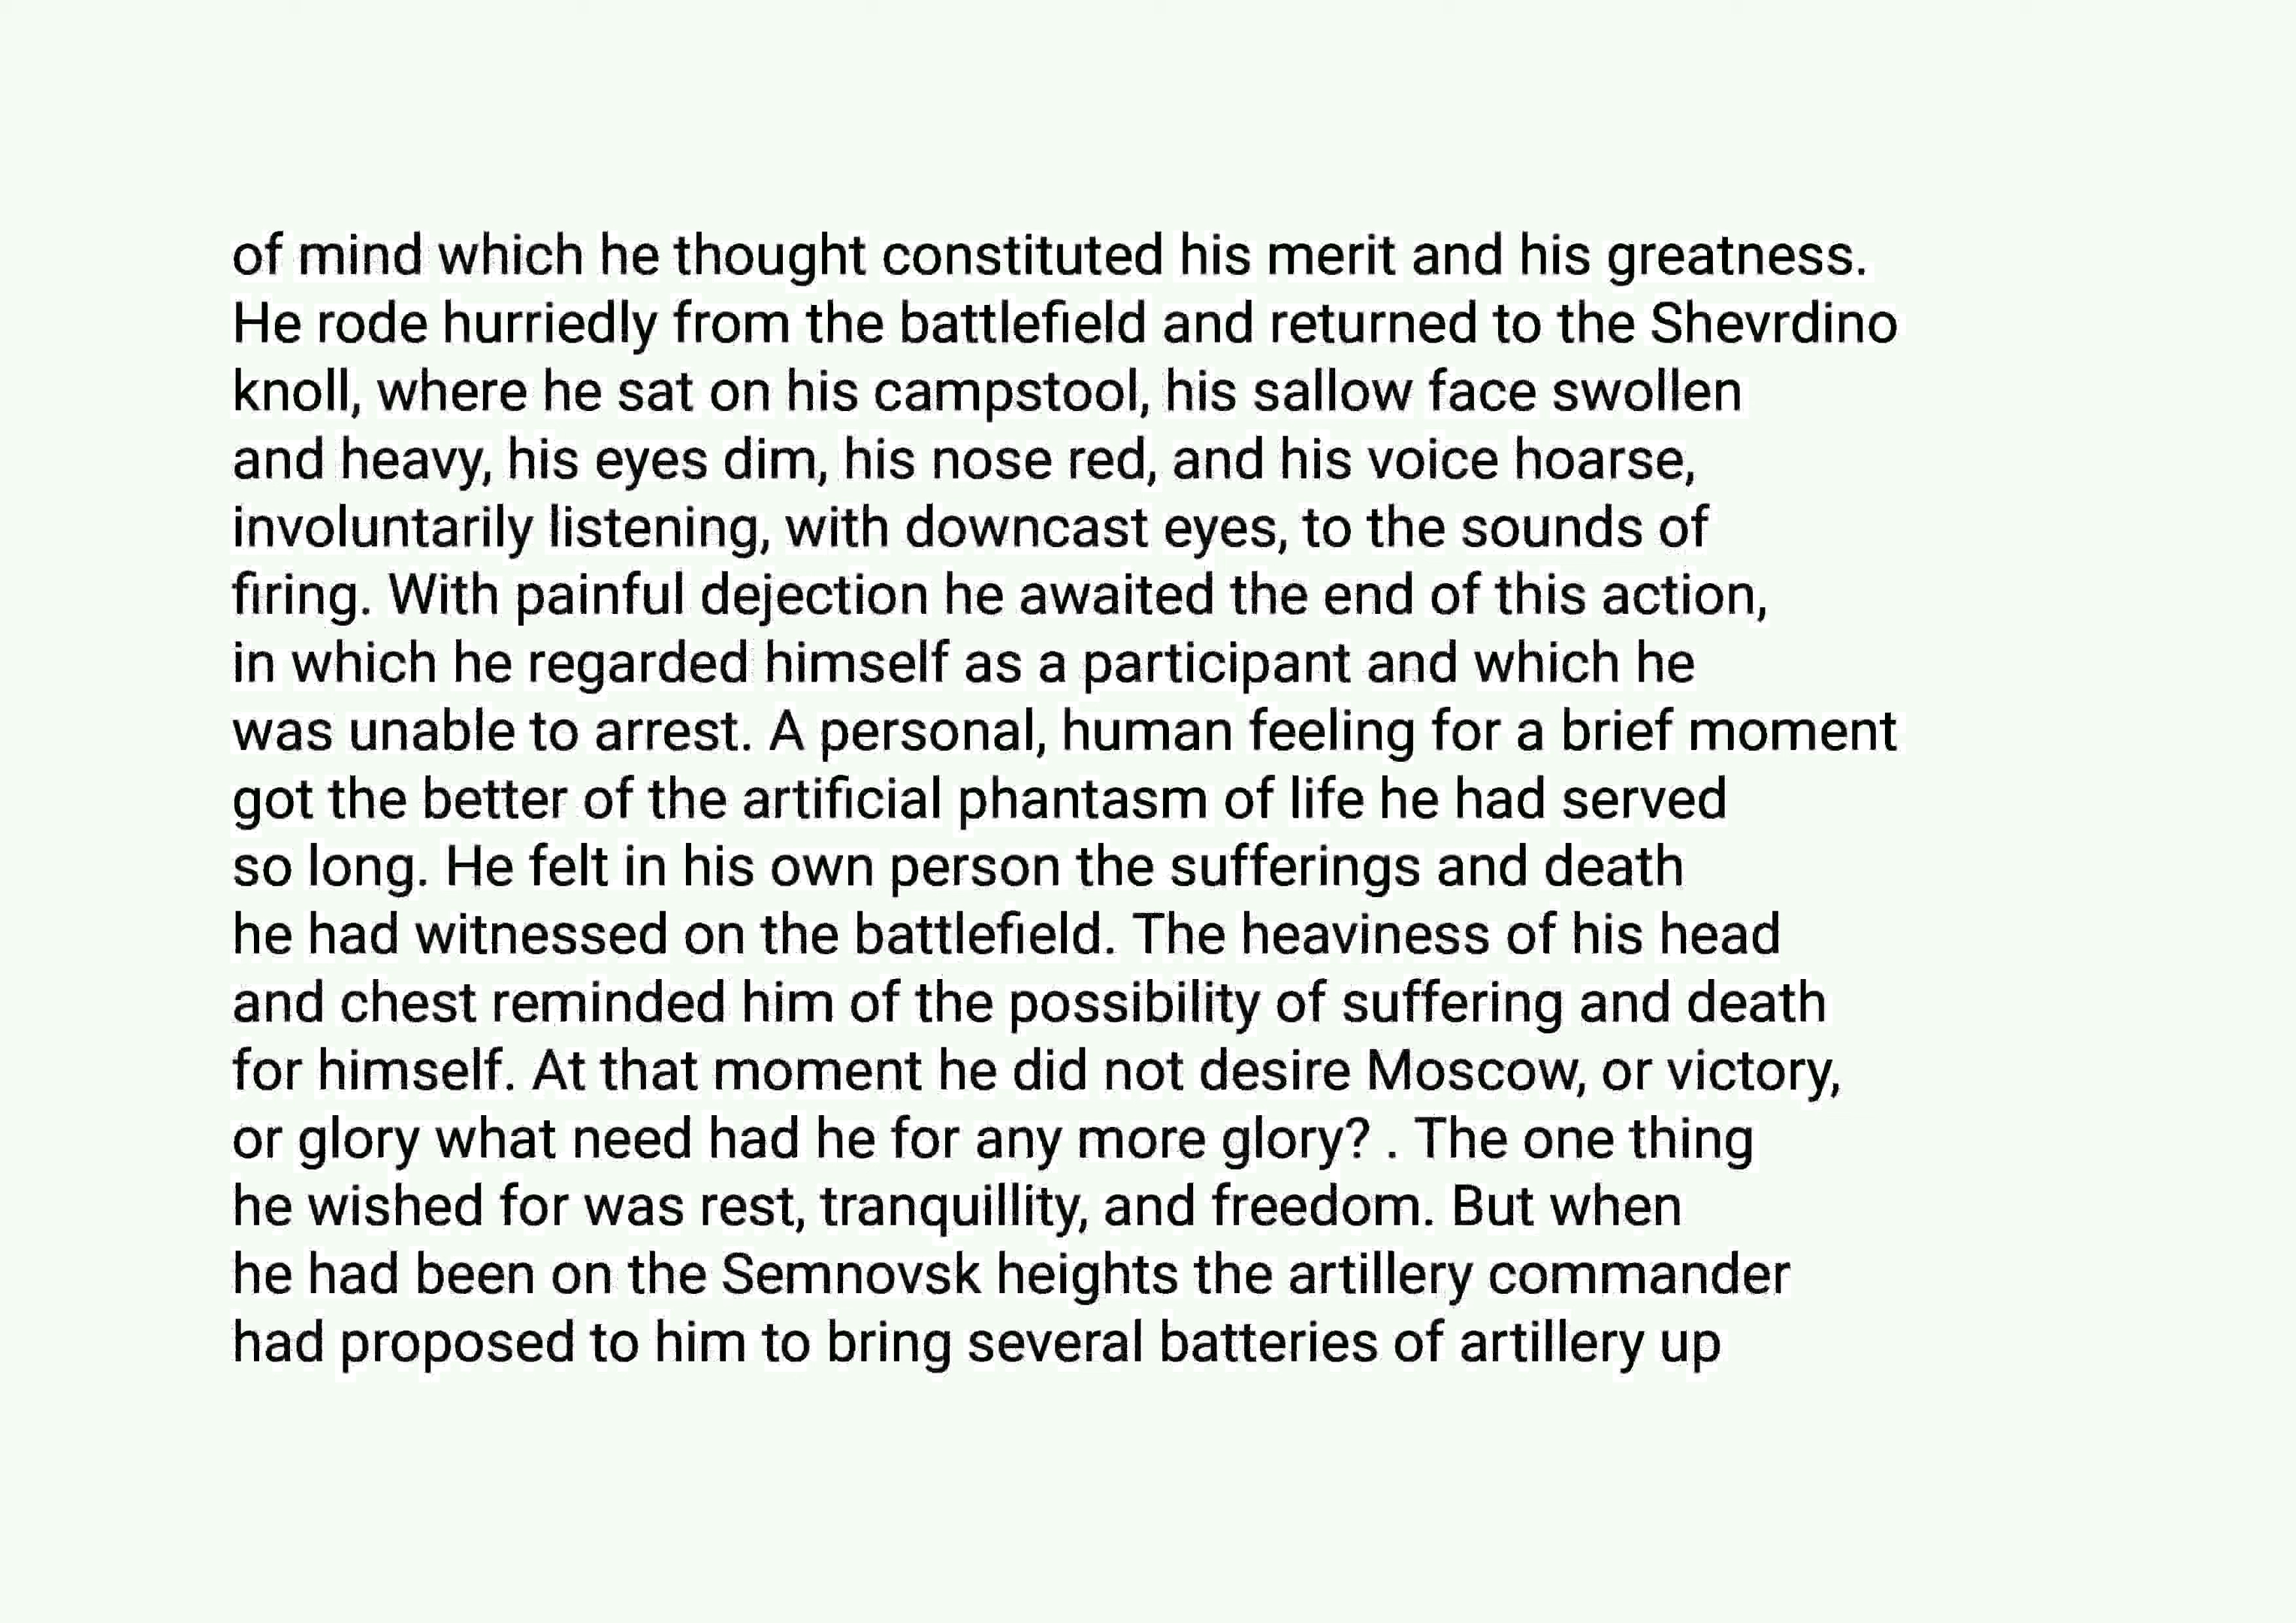 of mind which he thought constituted his merit and his greatness.
He rode hurriedly from the battlefield and returned to the Shevrdino
knoll, where he sat on his campstool, his sallow face swollen
and heavy, his eyes dim, his nose red, and his voice hoarse,
involuntarily listening, with downcast eyes, to the sounds of
firing. With painful dejection he awaited the end of this action,
in which he regarded himself as a participant and which he
was unable to arrest. A personal, human feeling for a brief moment
got the better of the artificial phantasm of life he had served
so long. He felt in his own person the sufferings and death
he had witnessed on the battlefield. The heaviness of his head
and chest reminded him of the possibility of suffering and death
for himself. At that moment he did not desire Moscow, or victory,
or glory what need had he for any more glory? . The one thing
he wished for was rest, tranquillity, and freedom. But when
he had been on the Semnovsk heights the artillery commander
had proposed to him to bring several batteries of artillery up